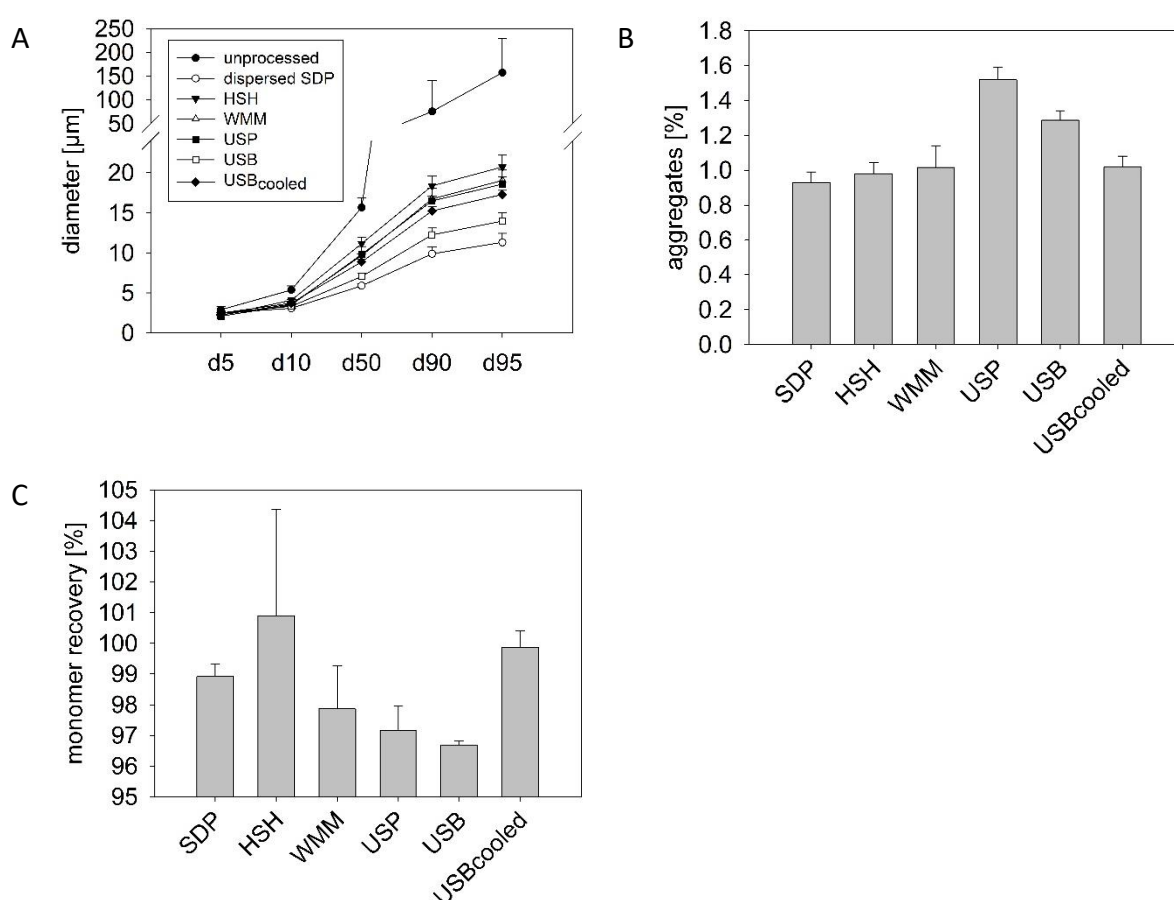 A
diameter [µm]
250
200
150
100
50
20
15
10
5
0
unprocessed
dispersed SDP
HSH
WMM
USP
USB
USBcooled
d5 d10 d50 d90 d95
B
aggregates [%]
1.8
1.6
1.4
1.2
1.0
0.8
0.6
0.4
0.2
0.0
SDP HSH WMM USP USB USBcooled
C
monomer recovery [%]
105
104
103
102
101
100
99
98
97
96
95
SDP HSH WMM USP USB USBcooled